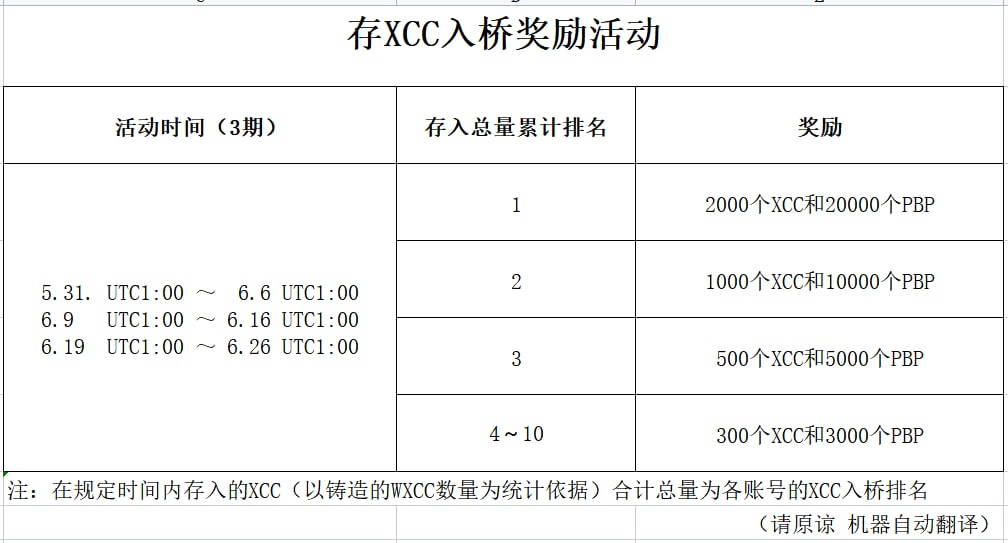 存XCC入桥奖励活动
活动时间（3期） 存入总量累计排名 奖励
1 2000个XCC和20000个PBP
2 1000个XCC和10000个PBP
5.31. UTC1:00 ～ 6.6 UTC1:00
6.9 UTC1:00 ～ 6.16 UTC1:00
6.19 UTC1:00 ～ 6.26 UTC1:00
3 500个XCC和5000个PBP
4～10 300个XCC和3000个PBP
注：在规定时间内存入的XCC（以铸造的WXCC数量为统计依据）合计总量为各账号的XCC入桥排名
（请原谅 机器自动翻译）